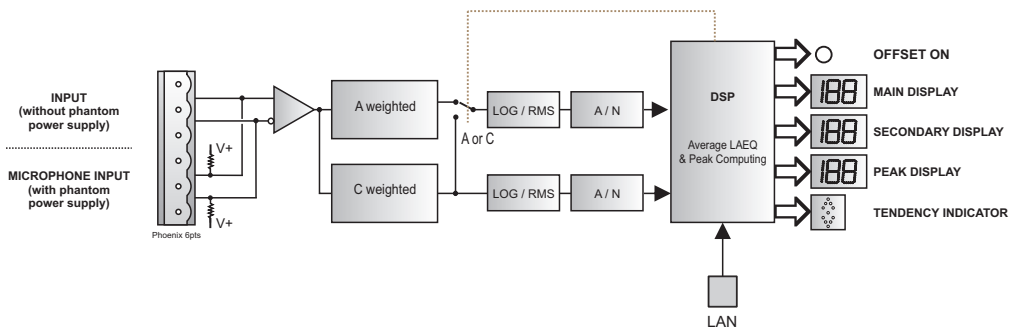 INPUT
(without phantom
power supply)
MICROPHONE INPUT
(with phantom
power supply)
Phoenix 6pts
V+
V+
A weighted
C weighted
A or C
LOG / RMS
A / N
LOG / RMS
A / N
DSP
Average LAEQ
& Peak Computing
LAN
OFFSET ON
188
MAIN DISPLAY
188
SECONDARY DISPLAY
188
PEAK DISPLAY
TENDENCY INDICATOR